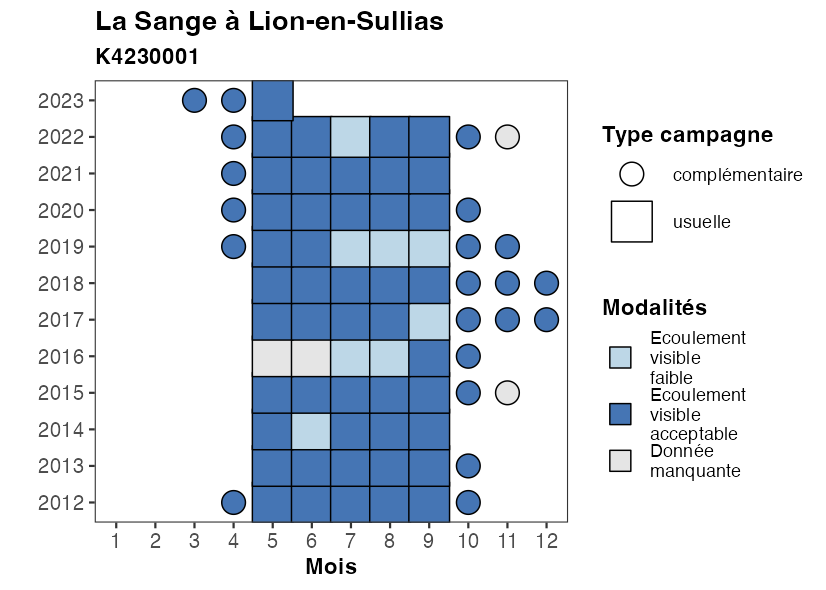 La Sange à Lion-en-Sullias
K4230001
2023
2022
2021
2020
2019
2018
2017
2016
2015
2014
2013
2012
1 2 3 4 5 6 7 8 9 10 11 12
Mois
Type campagne
complémentaire
usuelle
Modalités
Ecoulement
visible
faible
Ecoulement
visible
acceptable
Donnée
manquante